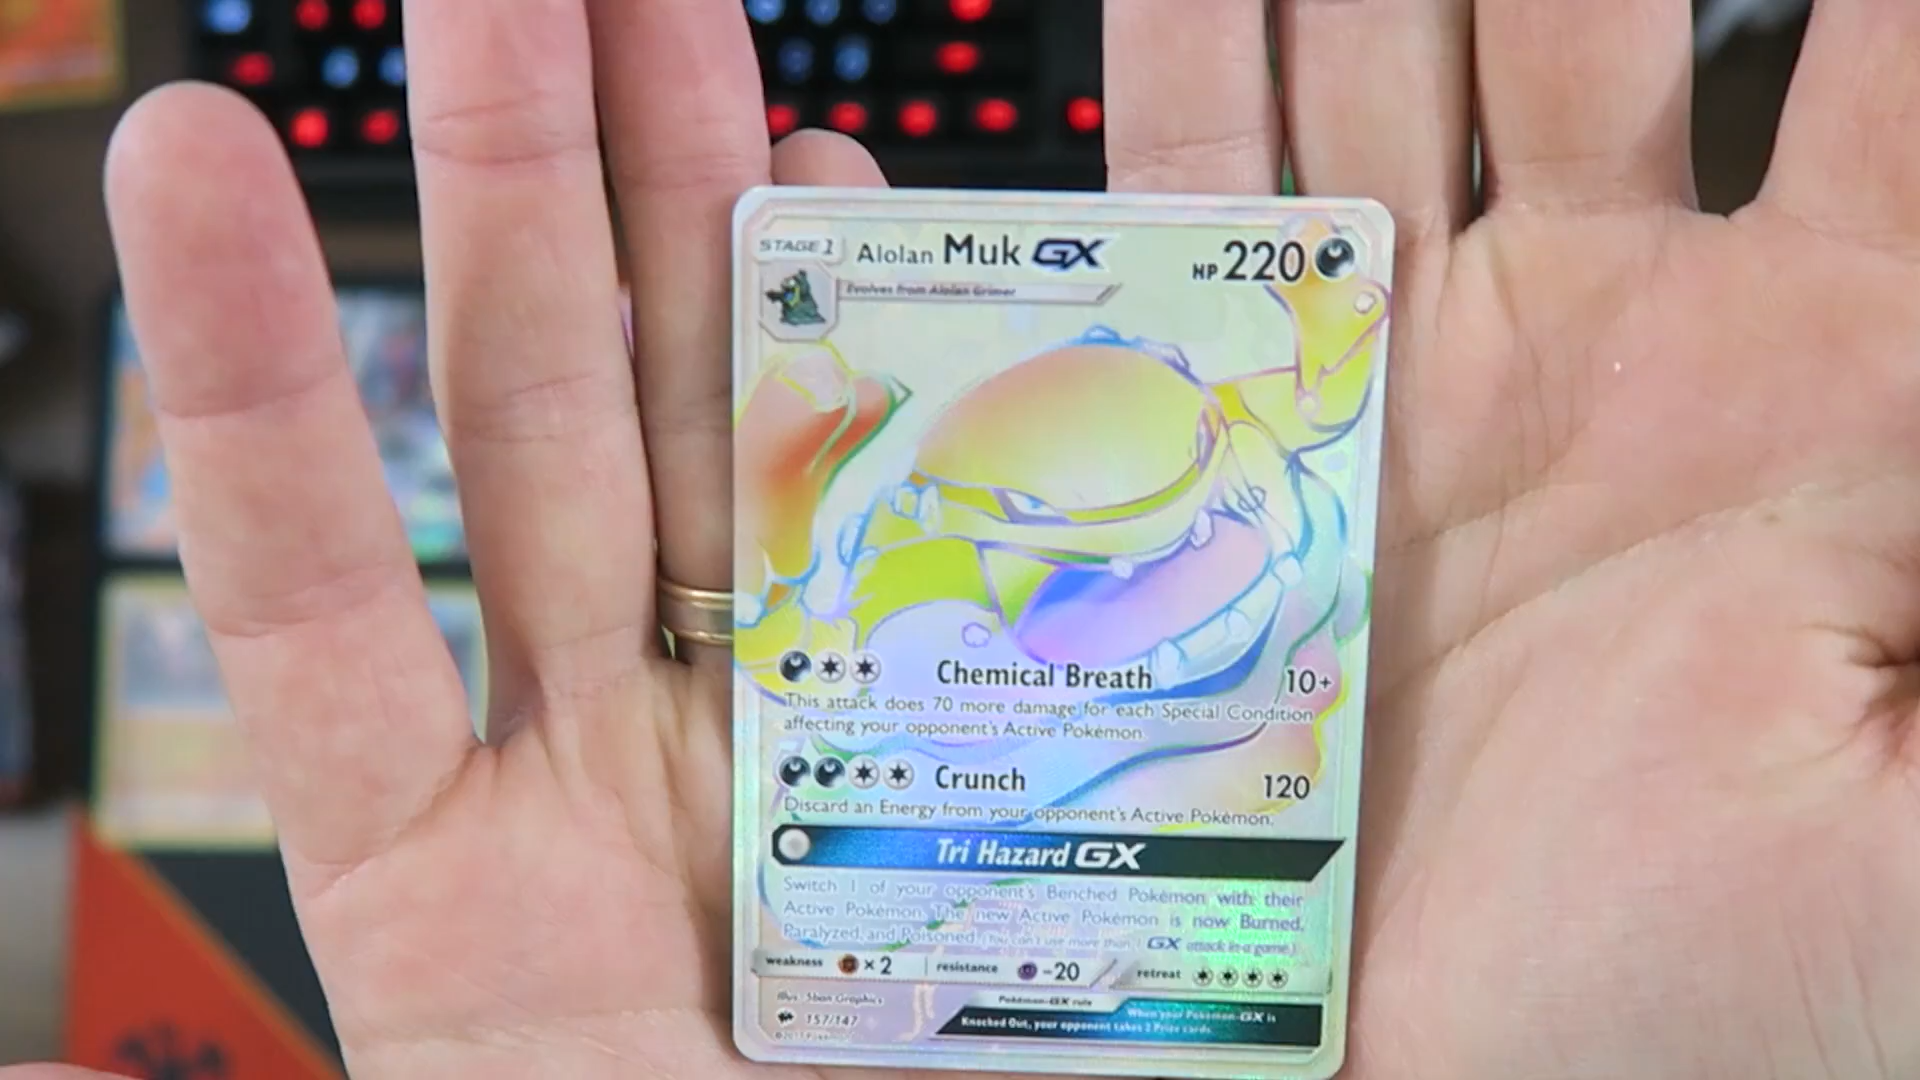 STAGE 1 Alolan Muk GX HP 220
Evolves from Alolan Grimer
Chemical Breath 10+
This attack does 70 more damage for each Special Condition
affecting your opponent's Active Pokémon.
Crunch 120
Discard an Energy from your opponent's Active Pokémon.
Tri Hazard GX
Switch 1 of your opponent's Benched Pokémon with their
Active Pokémon. The new Active Pokémon is now Burned,
Paralyzed, and Poisoned. (You can't use more than 1 GX attack in a game.)
weakness ×2 resistance -20 retreat
Illus. 5ban Graphics
Pokémon-GX rule
When your Pokémon-GX is
Knocked Out, your opponent takes 2 Prize cards.
157/147
©2017 Pokémon